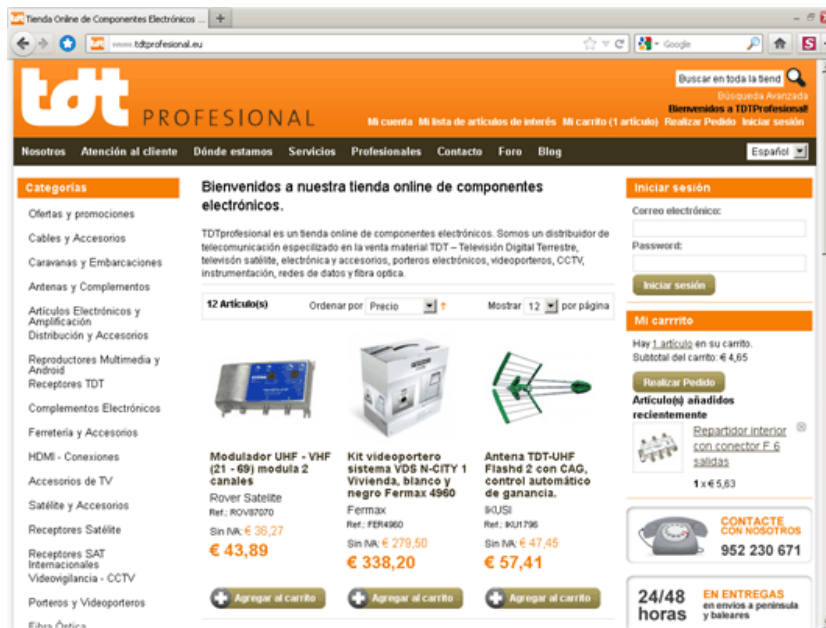 Tienda Online de Componentes Electrónicos ...
www.tdtprofesional.eu
Google
S
tdt PROFESIONAL
Buscar en toda la tiend
Búsqueda Avanzada
Bienvenidos a TDTProfesional!
Mi cuenta Mi lista de artículos de interés Mi carrito (1 artículo) Realizar Pedido Iniciar sesión
Nosotros Atención al cliente Dónde estamos Servicios Profesionales Contacto Foro Blog
Español
Categorías
Ofertas y promociones
Cables y Accesorios
Caravanas y Embarcaciones
Antenas y Complementos
Artículos Electrónicos y
Amplificación
Distribución y Accesorios
Reproductores Multimedia y
Android
Receptores TDT
Complementos Electrónicos
Ferretería y Accesorios
HDMI - Conexiones
Accesorios de TV
Satélite y Accesorios
Receptores Satélite
Receptores SAT
Internacionales
Videovigilancia - CCTV
Porteros y Videoporteros
Fibra Óptica
Bienvenidos a nuestra tienda online de componentes
electrónicos.
TDTprofesional es un tienda online de componentes electrónicos. Somos un distribuidor de
telecomunicación especilizado en la venta material TDT – Televisión Digital Terrestre,
televisón satélite, electrónica y accesorios, porteros electrónicos, videoporteros, CCTV,
instrumentación, redes de datos y fibra optica.
12 Artículo(s) Ordenar por Precio Mostrar 12 por página
Modulador UHF - VHF
(21 - 69) modula 2
canales
Rover Satelite
Ref.: ROV87070
Sin IVA: € 36,27
€ 43,89
Agregar al carrito
Kit videoportero
sistema VDS N-CITY 1
Vivienda, blanco y
negro Fermax 4960
Fermax
Ref.: FER4960
Sin IVA: € 279,50
€ 338,20
Agregar al carrito
Antena TDT-UHF
Flashd 2 con CAG,
control automático
de ganancia.
IKUSI
Ref.: IKU1796
Sin IVA: € 47,45
€ 57,41
Agregar al carrito
Iniciar sesión
Correo electrónico:
Password:
Iniciar sesión
Mi carrrito
Hay 1 artículo en su carrito.
Subtotal del carrito: € 4,65
Realizar Pedido
Artículo(s) añadidos
recientemente
Repartidor interior
con conector F 6
salidas
1 x € 5,63
CONTACTE
CON NOSOTROS
952 230 671
24/48
horas
EN ENTREGAS
en envios a peninsula
y baleares